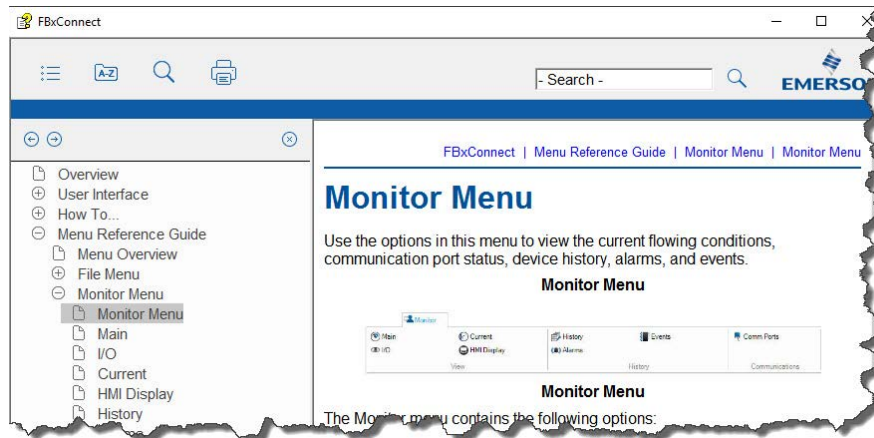 FBxConnect
A-Z
- Search -
EMERSO
FBxConnect | Menu Reference Guide | Monitor Menu | Monitor Menu
Overview
User Interface
How To...
Menu Reference Guide
Menu Overview
File Menu
Monitor Menu
Monitor Menu
Main
I/O
Current
HMI Display
History
Monitor Menu
Use the options in this menu to view the current flowing conditions,
communication port status, device history, alarms, and events.
Monitor Menu
Monitor
Main Current History Events Comm Ports
I/O HMI Display Alarms
View History Communications
Monitor Menu
The Monitor menu contains the following options: